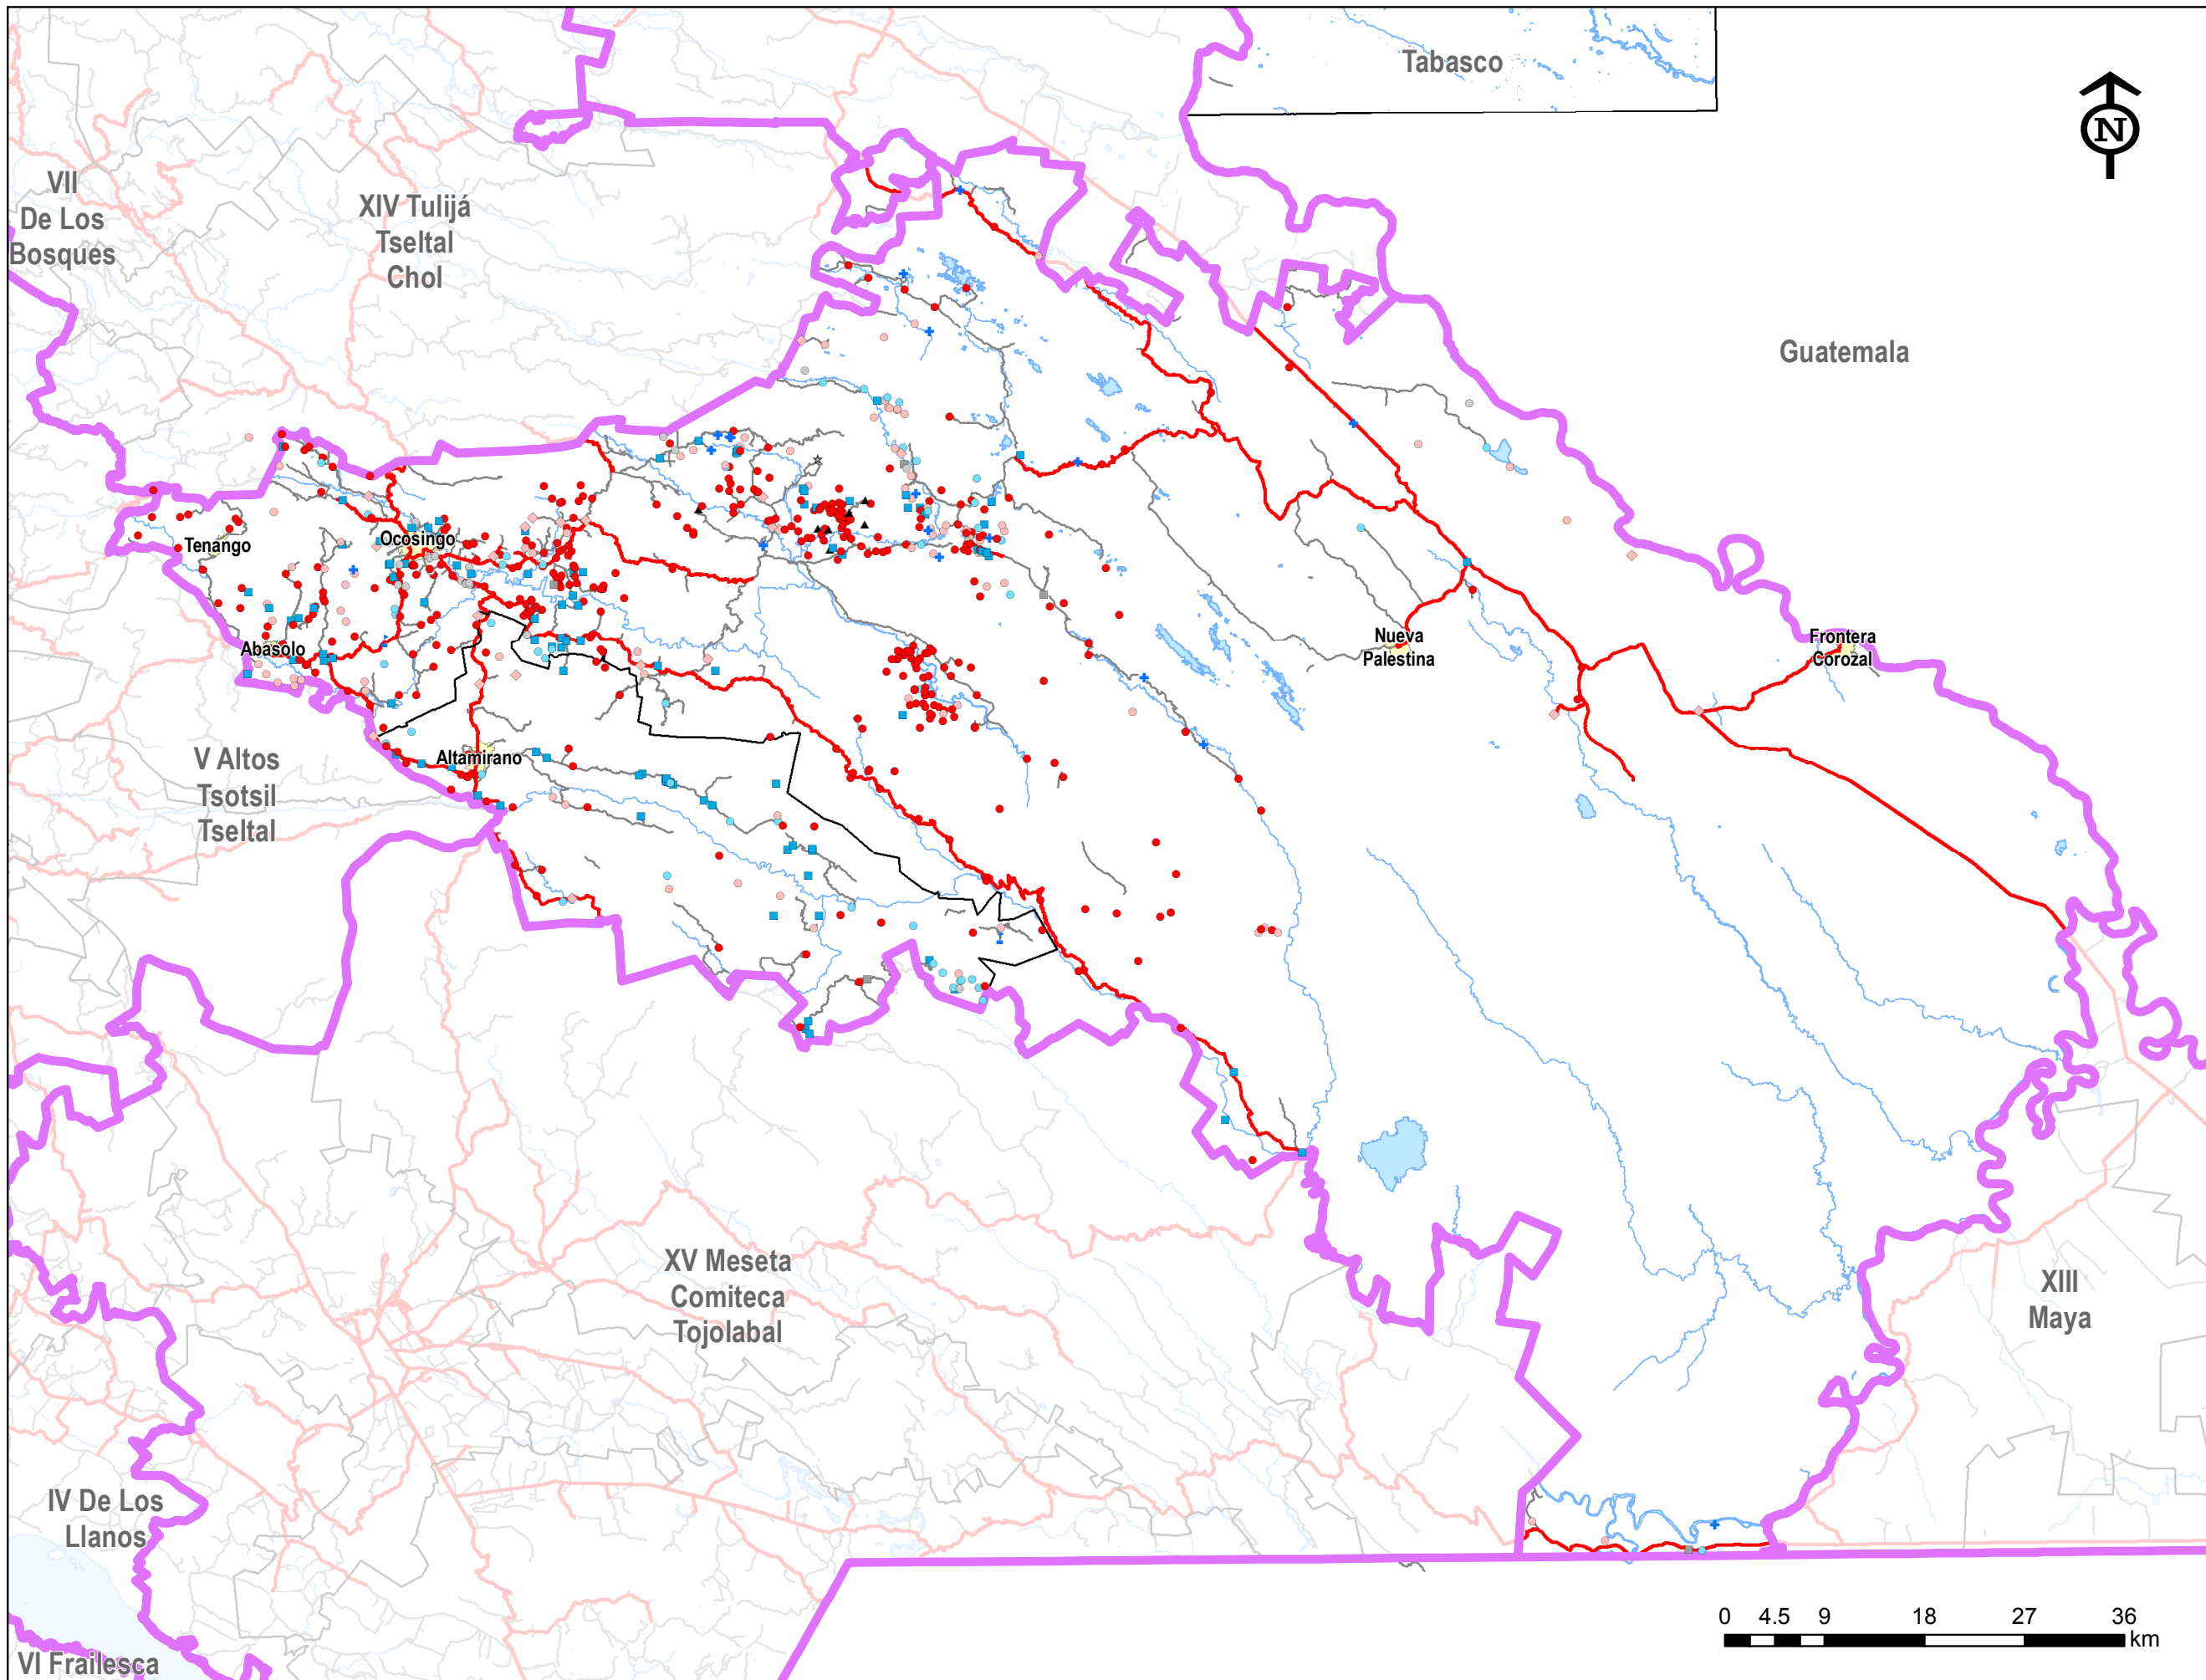 Tabasco
N
VII
De Los
Bosques
XIV Tulijá
Tseltal
Chol
Guatemala
Tenango
Ocosingo
Abasolo
Nueva
Palestina
Frontera
Corozal
Altamirano
V Altos
Tsotsil
Tseltal
XV Meseta
Comiteca
Tojolabal
XIII
Maya
IV De Los
Llanos
VI Frailesca
0 4.5 9 18 27 36
km